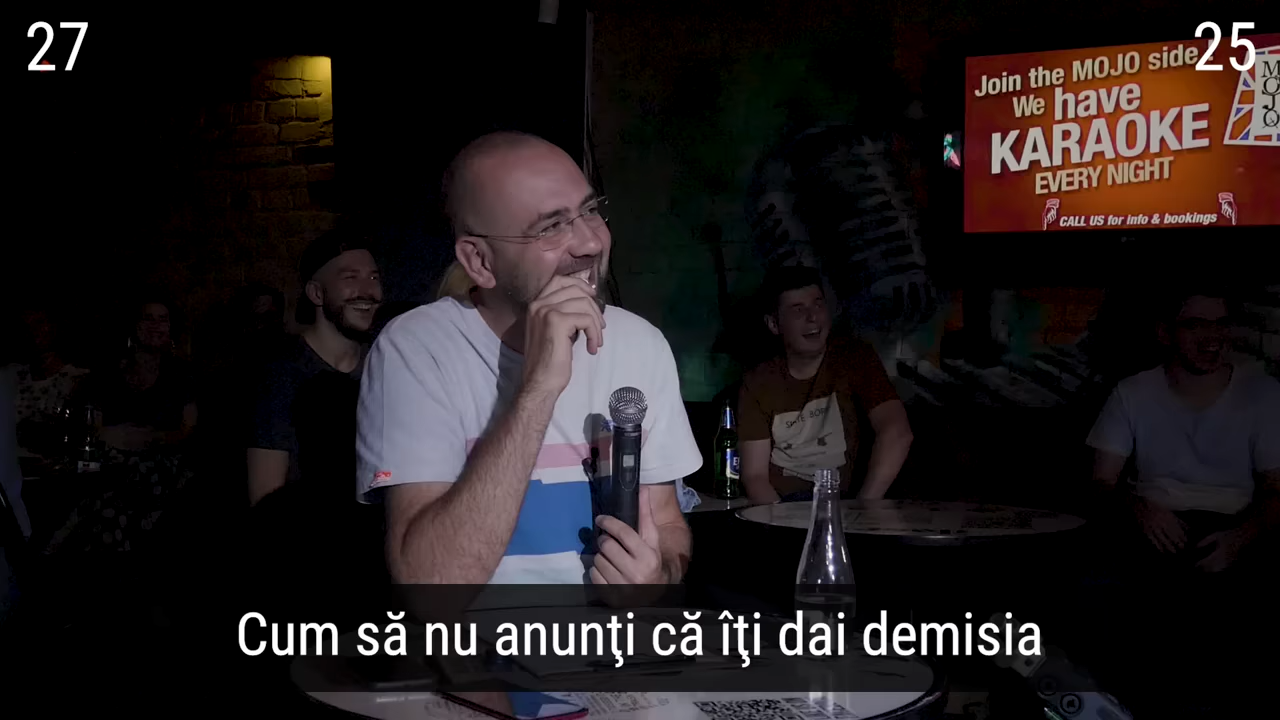 27
25
Join the MOJO side
We have
KARAOKE
EVERY NIGHT
CALL US for info & bookings
MOJO
Cum să nu anunţi că îţi dai demisia